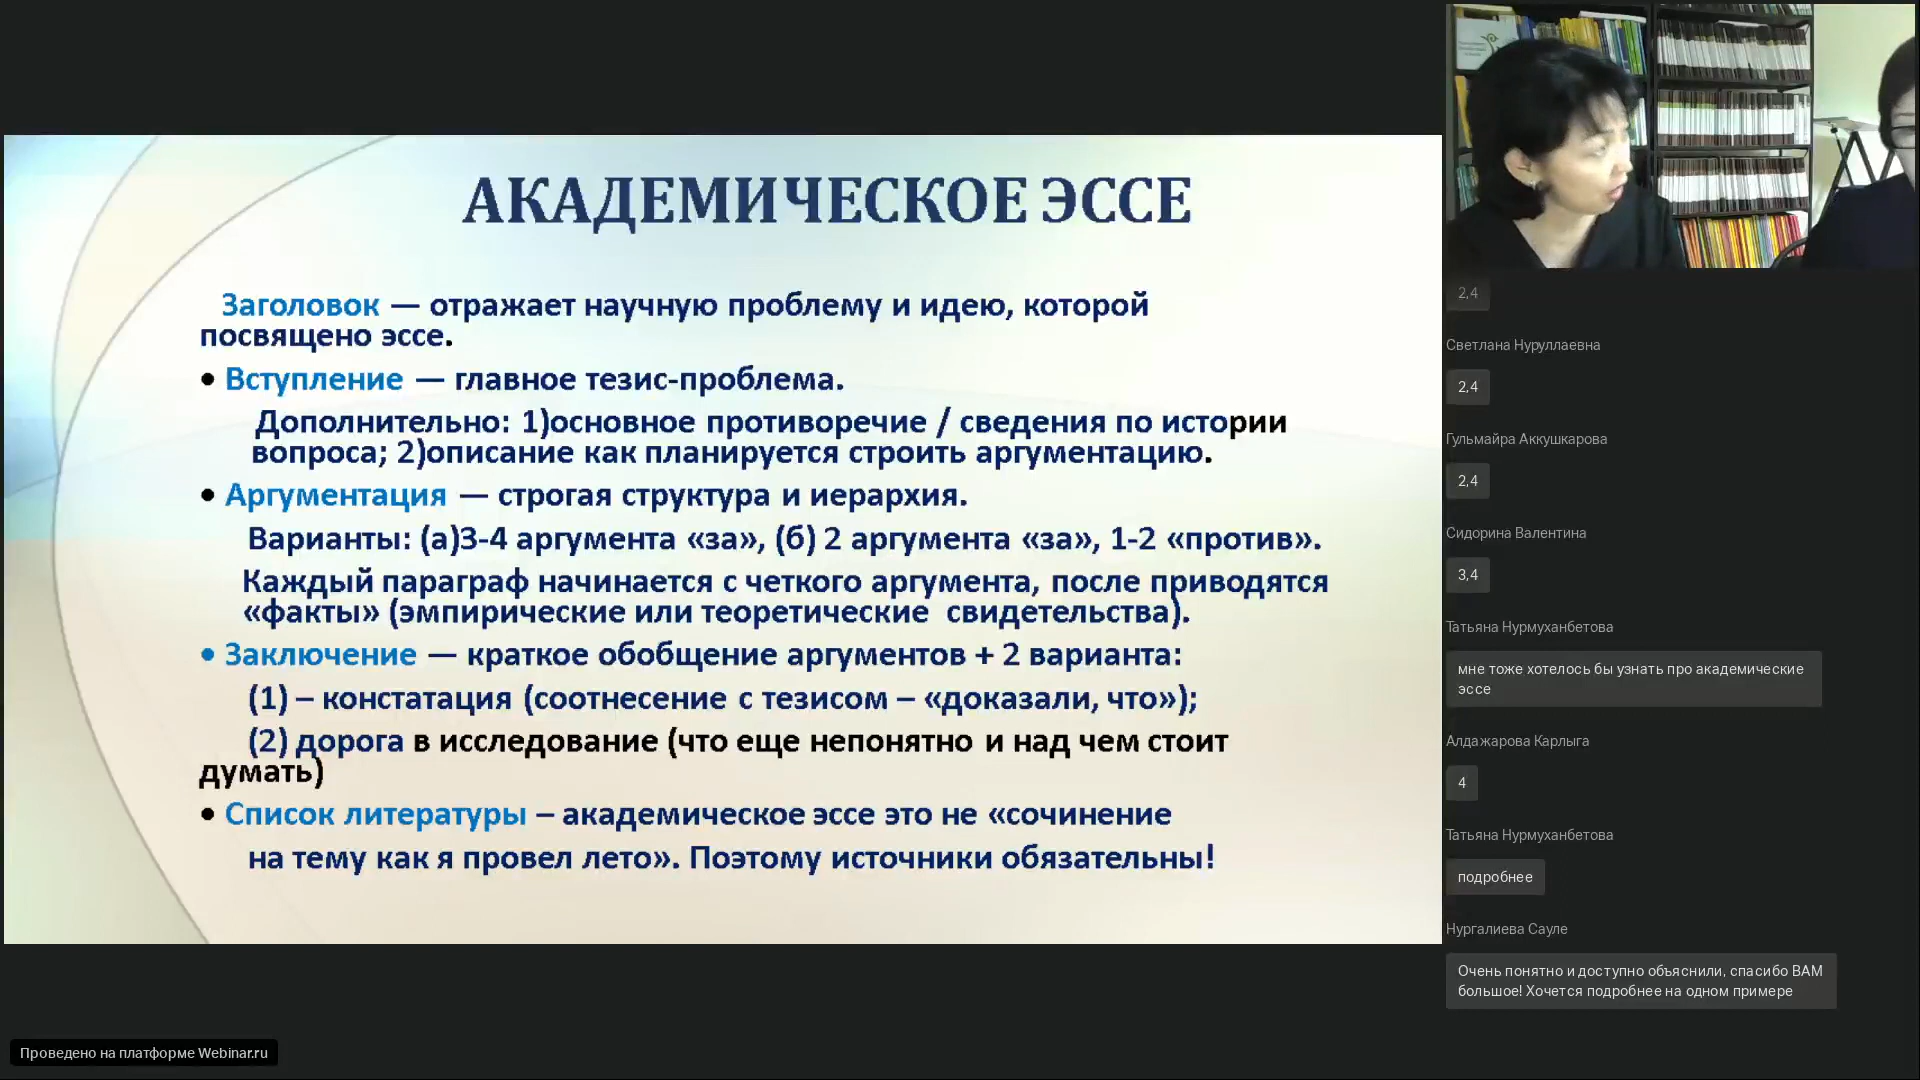 АКАДЕМИЧЕСКОЕ ЭССЕ
Заголовок — отражает научную проблему и идею, которой
посвящено эссе.
• Вступление — главное тезис-проблема.
Дополнительно: 1)основное противоречие / сведения по истории
вопроса; 2)описание как планируется строить аргументацию.
• Аргументация — строгая структура и иерархия.
Варианты: (а)3-4 аргумента «за», (б) 2 аргумента «за», 1-2 «против».
Каждый параграф начинается с четкого аргумента, после приводятся
«факты» (эмпирические или теоретические свидетельства).
• Заключение — краткое обобщение аргументов + 2 варианта:
(1) – констатация (соотнесение с тезисом – «доказали, что»);
(2) дорога в исследование (что еще непонятно и над чем стоит
думать)
• Список литературы – академическое эссе это не «сочинение
на тему как я провел лето». Поэтому источники обязательны!
2,4
Светлана Нуруллаевна
2,4
Гульмайра Аккушкарова
2,4
Сидорина Валентина
3,4
Татьяна Нурмуханбетова
мне тоже хотелось бы узнать про академические
эссе
Алдажарова Карлыга
4
Татьяна Нурмуханбетова
подробнее
Нургалиева Сауле
Очень понятно и доступно объяснили, спасибо ВАМ
большое! Хочется подробнее на одном примере
Проведено на платформе Webinar.ru